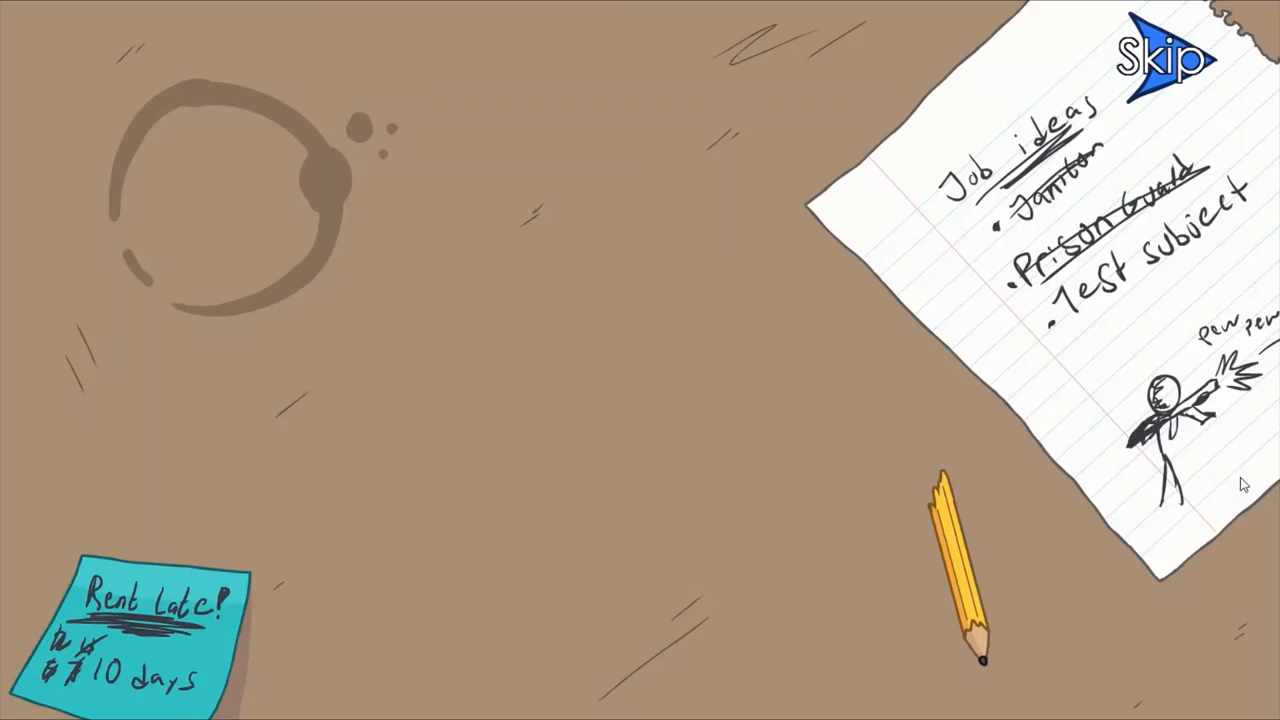 Skip
Job ideas
• Janitor
• Prison Guard
• Test subject
pew pew
Rent Late!
10 days